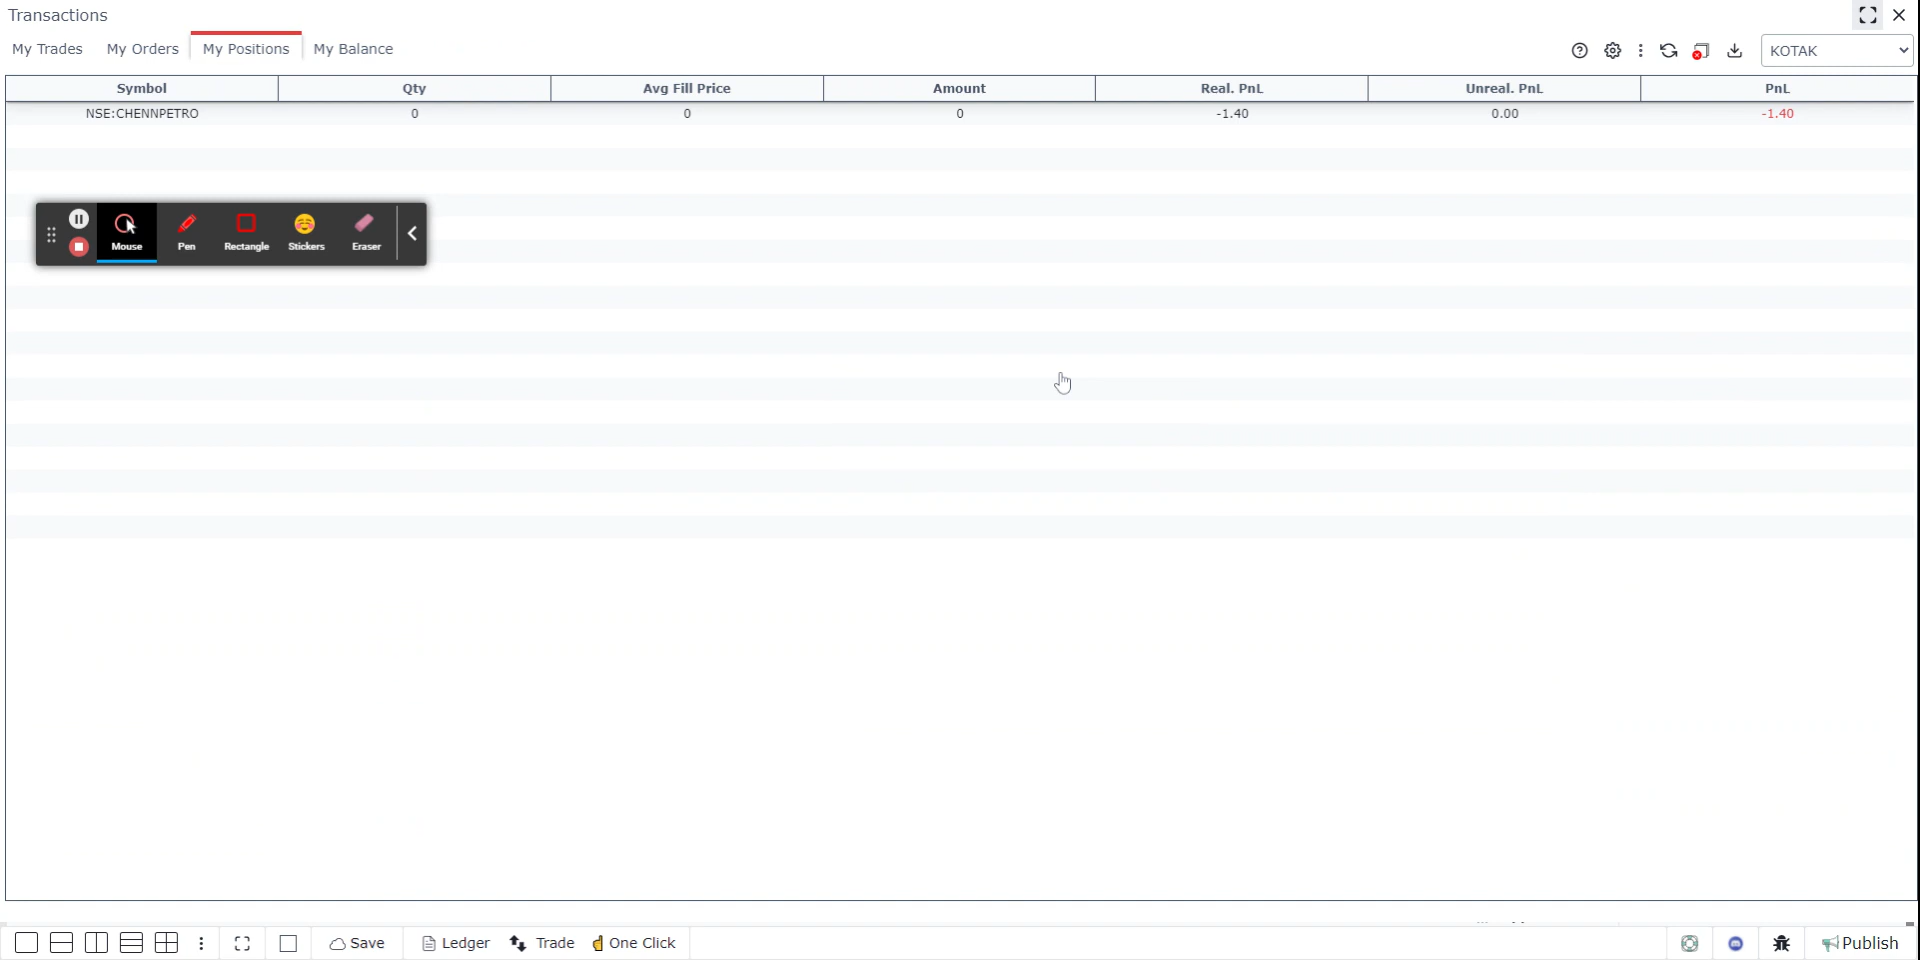 Transactions
My Trades My Orders My Positions My Balance
KOTAK
Symbol Qty Avg Fill Price Amount Real. PnL Unreal. PnL PnL
NSE:CHENNPETRO 0 0 0 -1.40 0.00 -1.40
Mouse Pen Rectangle Stickers Eraser
Save Ledger Trade One Click Publish